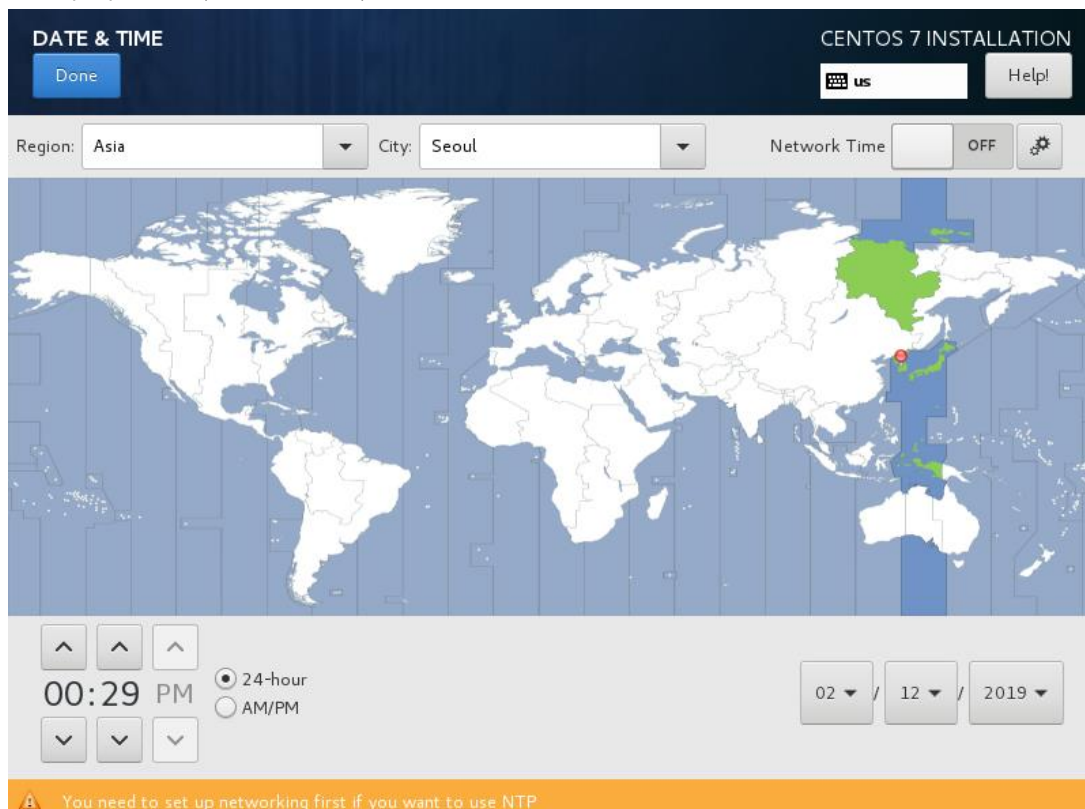 DATE & TIME
CENTOS 7 INSTALLATION
Done
us
Help!
Region:
Asia
City:
Seoul
Network Time
OFF
00:29 PM
24-hour
AM/PM
02 / 12 / 2019
You need to set up networking first if you want to use NTP